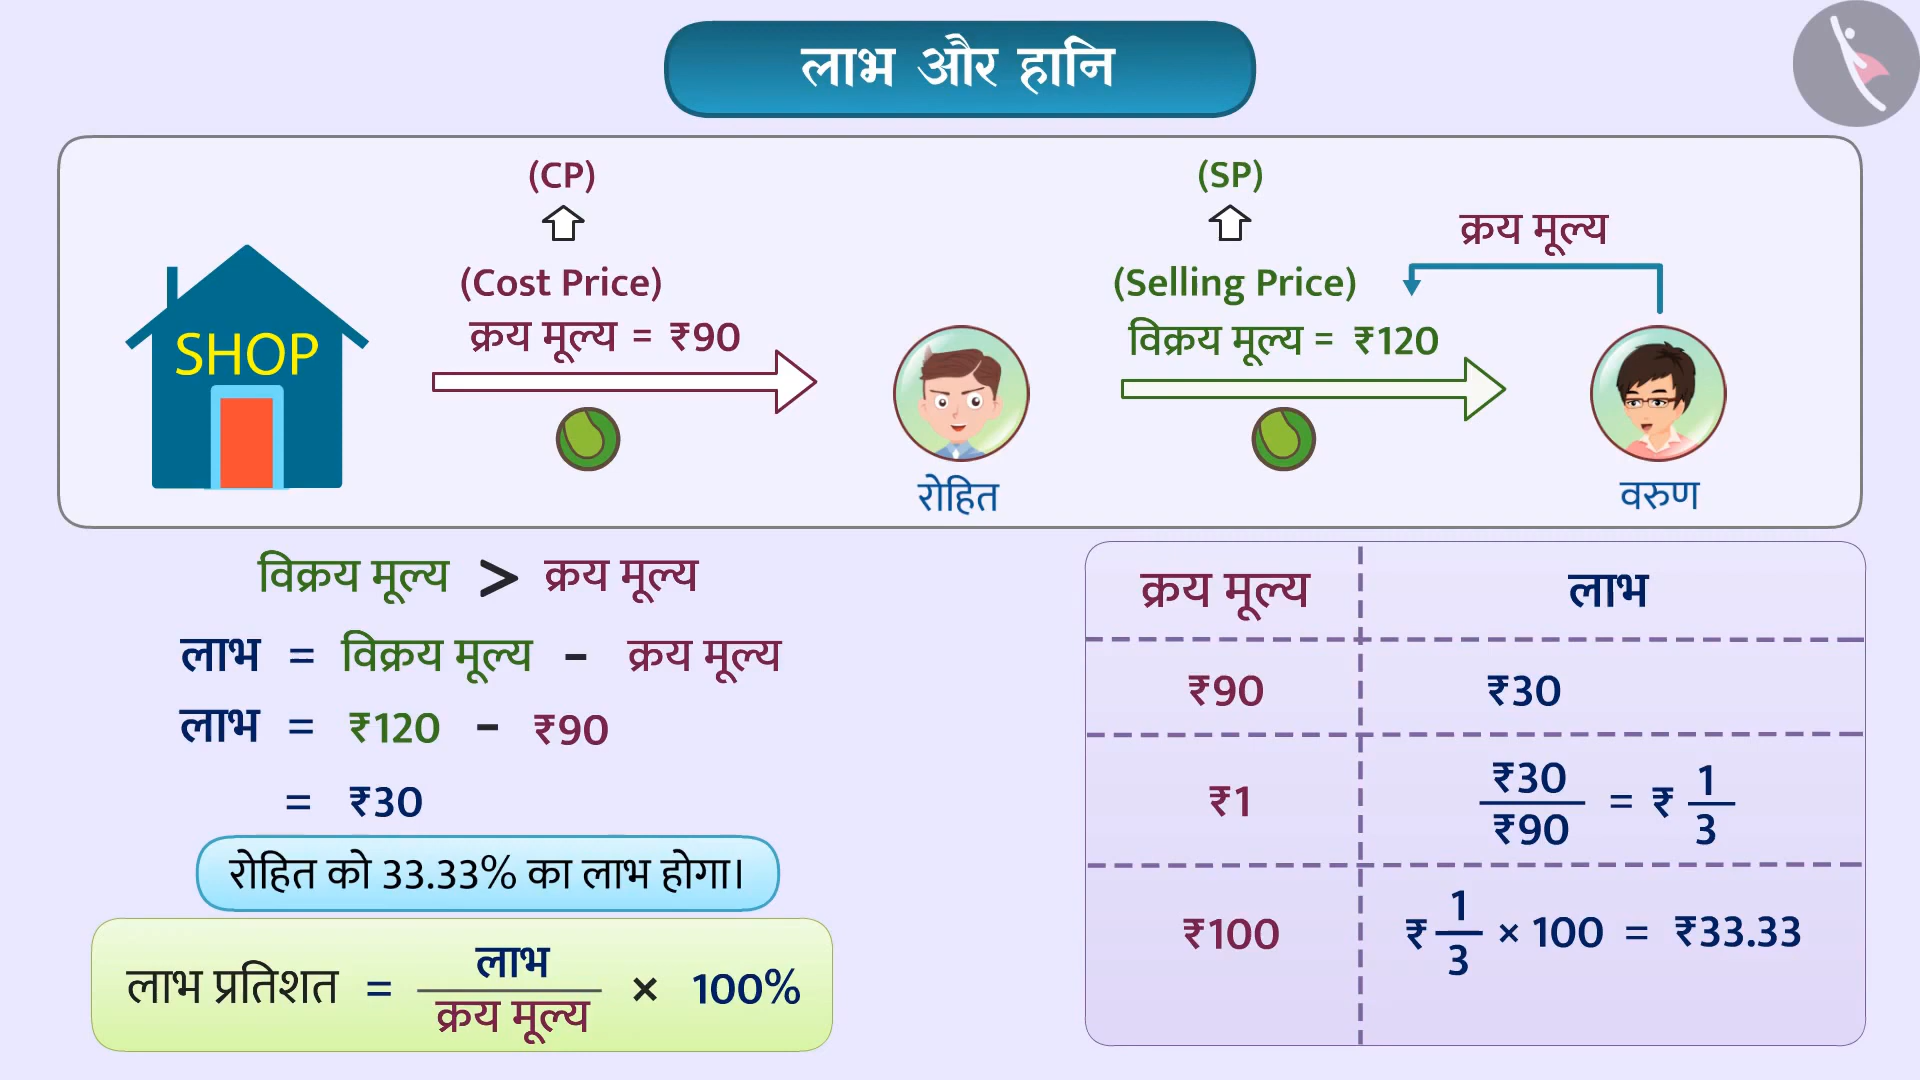 लाभ और हानि
(CP)
(Cost Price)
क्रय मूल्य = ₹90
SHOP
रोहित
(SP)
(Selling Price)
विक्रय मूल्य = ₹120
क्रय मूल्य
वरुण
विक्रय मूल्य > क्रय मूल्य
लाभ = विक्रय मूल्य - क्रय मूल्य
लाभ = ₹120 - ₹90
= ₹30
रोहित को 33.33% का लाभ होगा।
लाभ प्रतिशत = लाभ / क्रय मूल्य × 100%
क्रय मूल्य लाभ
₹90 ₹30
₹1 ₹30 / ₹90 = ₹ 1/3
₹100 ₹ 1/3 × 100 = ₹33.33